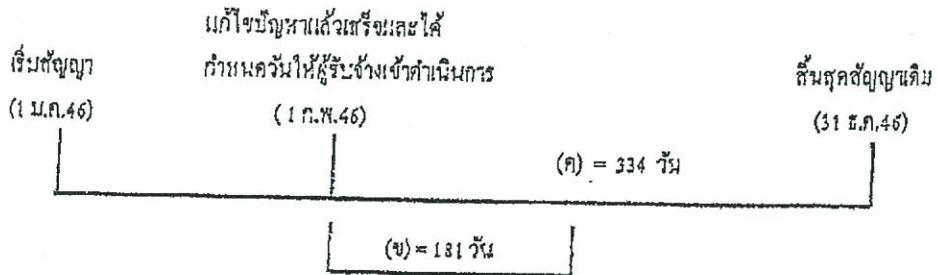 แก้ไขปัญหาแล้วเสร็จและได้
เริ่มสัญญา
กำหนดวันให้ผู้รับจ้างเข้าดำเนินการ
สิ้นสุดสัญญาเดิม
(1 ม.ค.46)
(1 ก.พ.46)
(31 ธ.ค.46)
(ค) = 334 วัน
(ข) = 181 วัน